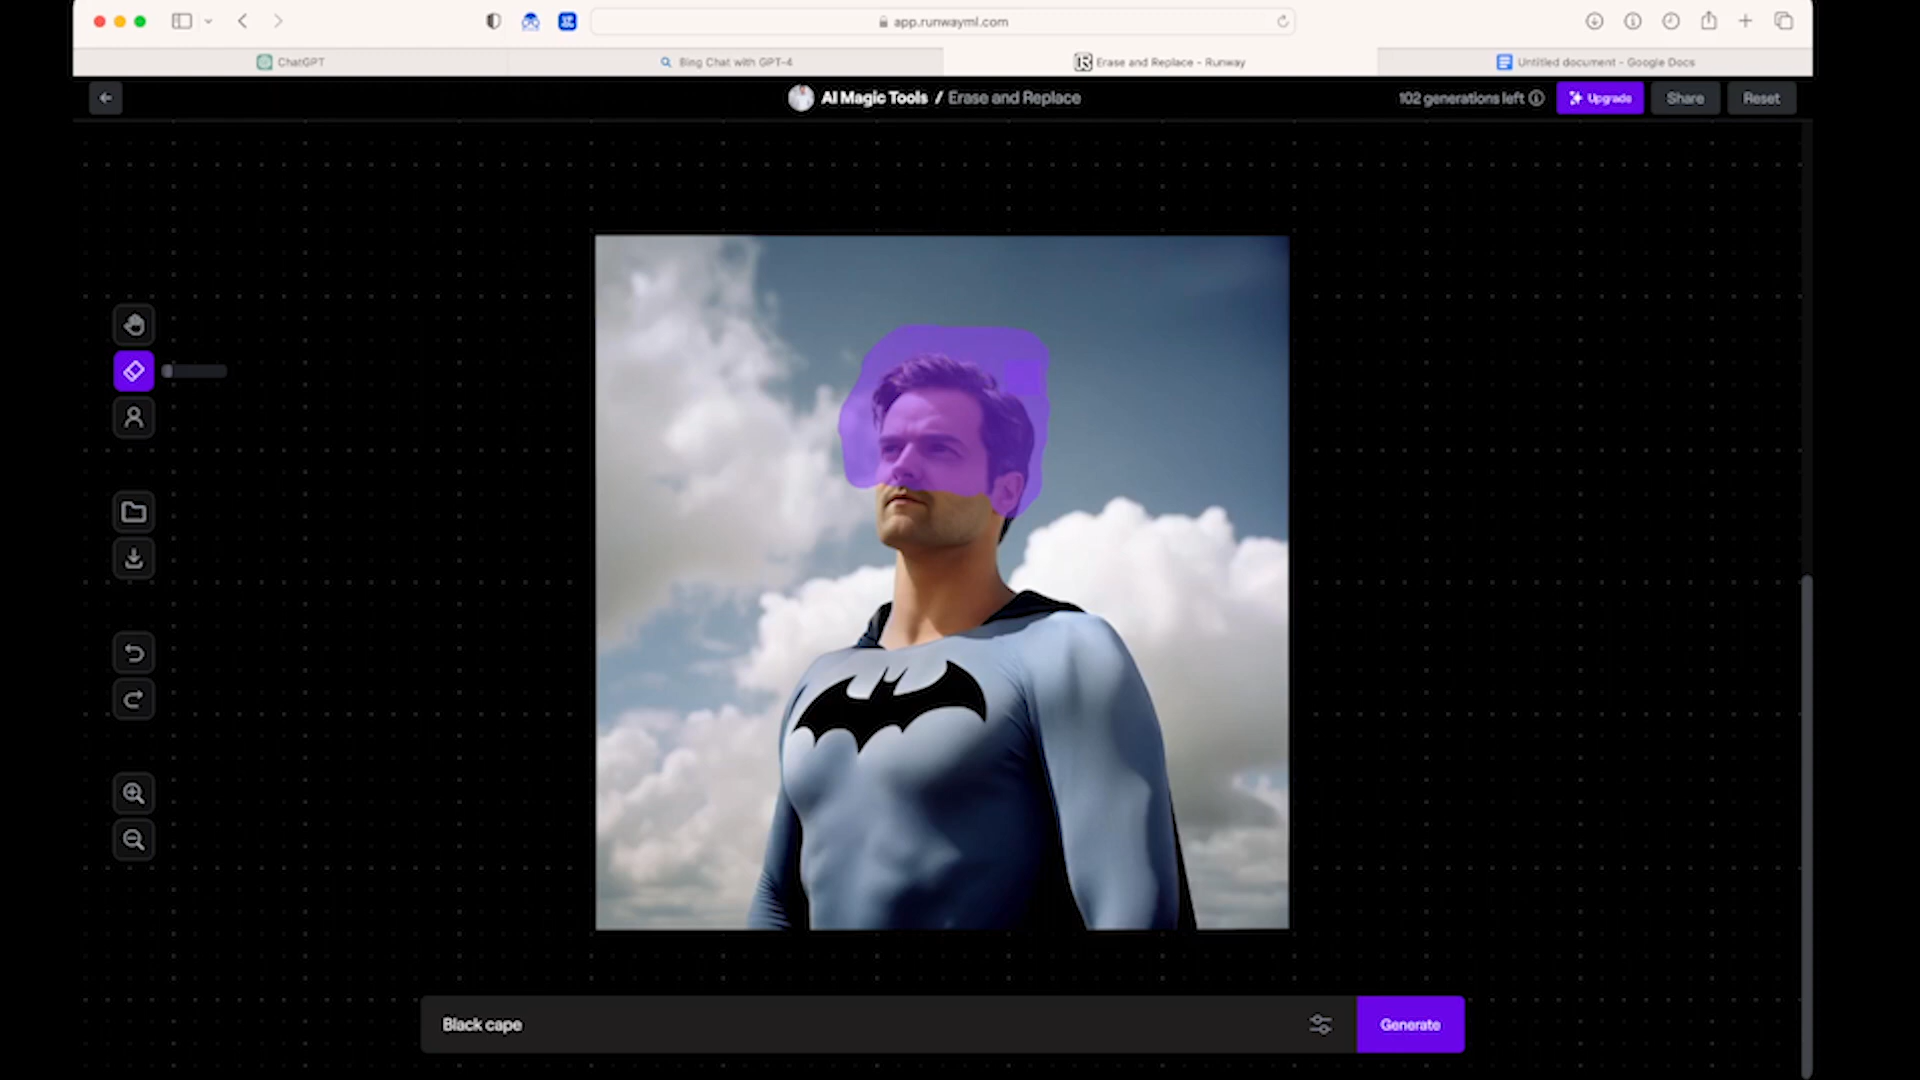 app.runwayml.com
ChatGPT
Bing Chat with GPT-4
Erase and Replace - Runway
Untitled document - Google Docs
AI Magic Tools / Erase and Replace
102 generations left
Upgrade
Share
Reset
Black cape
Generate